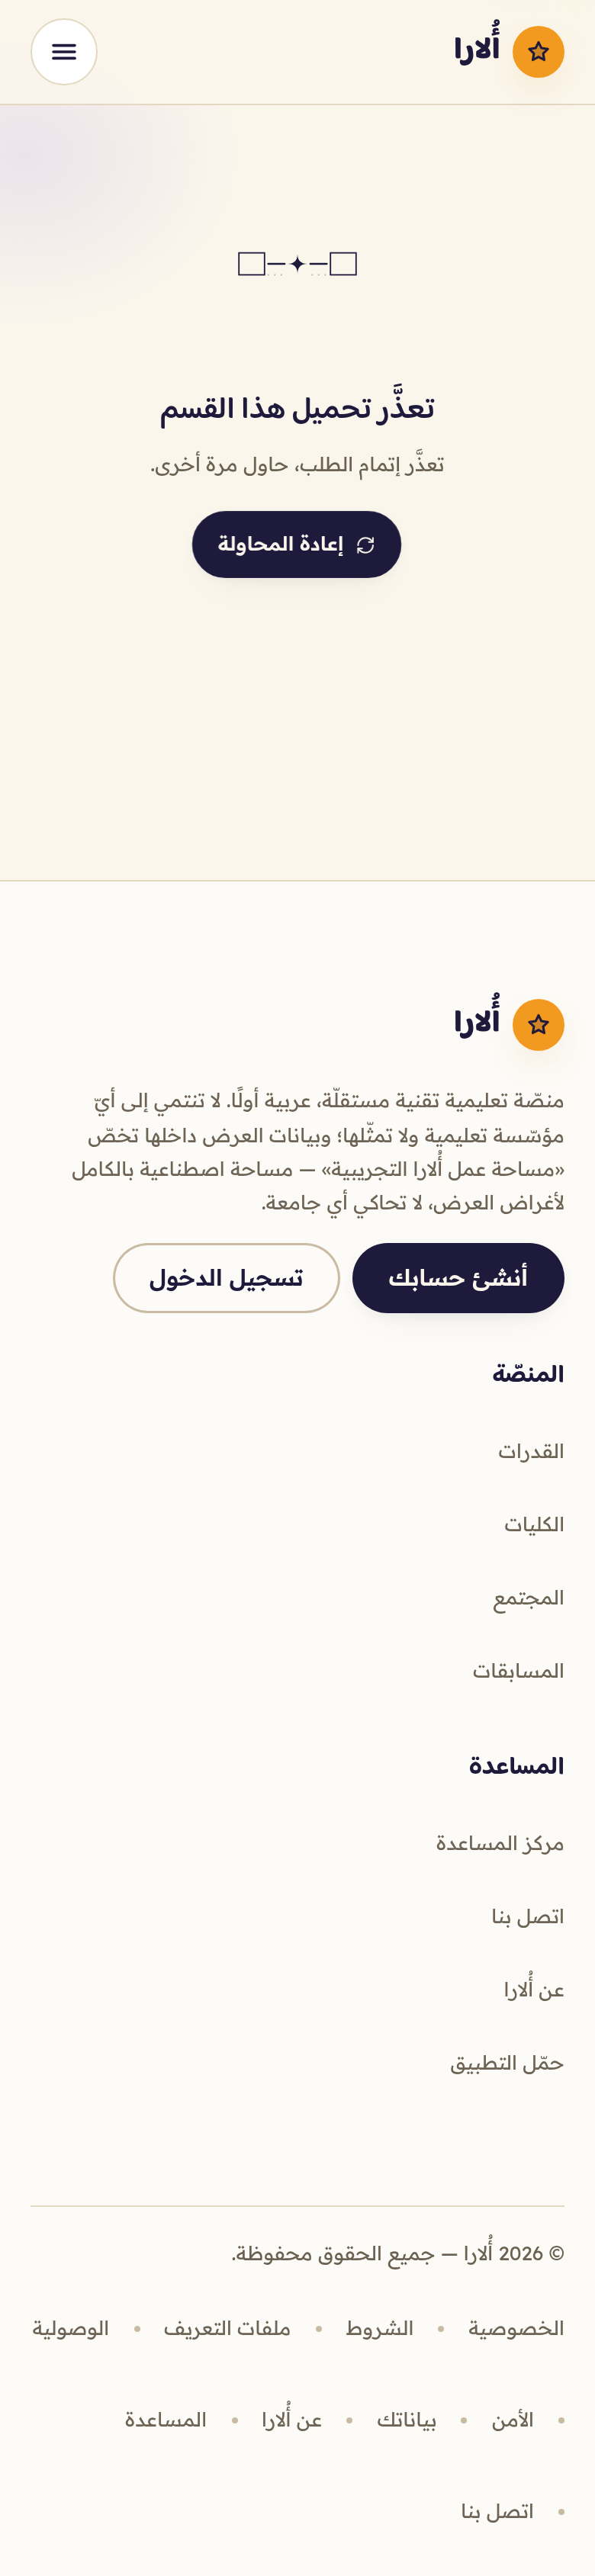 أُلارا
تعذَّر تحميل هذا القسم
تعذَّر إتمام الطلب، حاول مرة أخرى.
إعادة المحاولة
أُلارا
منصّة تعليمية تقنية مستقلّة، عربية أولًا. لا تنتمي إلى أيّ
مؤسّسة تعليمية ولا تمثّلها؛ وبيانات العرض داخلها تخصّ
«مساحة عمل أُلارا التجريبية» — مساحة اصطناعية بالكامل
لأغراض العرض، لا تحاكي أي جامعة.
أنشئ حسابك
تسجيل الدخول
المنصّة
القدرات
الكليات
المجتمع
المسابقات
المساعدة
مركز المساعدة
اتصل بنا
عن أُلارا
حمّل التطبيق
© 2026 أُلارا — جميع الحقوق محفوظة.
الخصوصية • الشروط • ملفات التعريف • الوصولية
• الأمن • بياناتك • عن أُلارا • المساعدة
• اتصل بنا